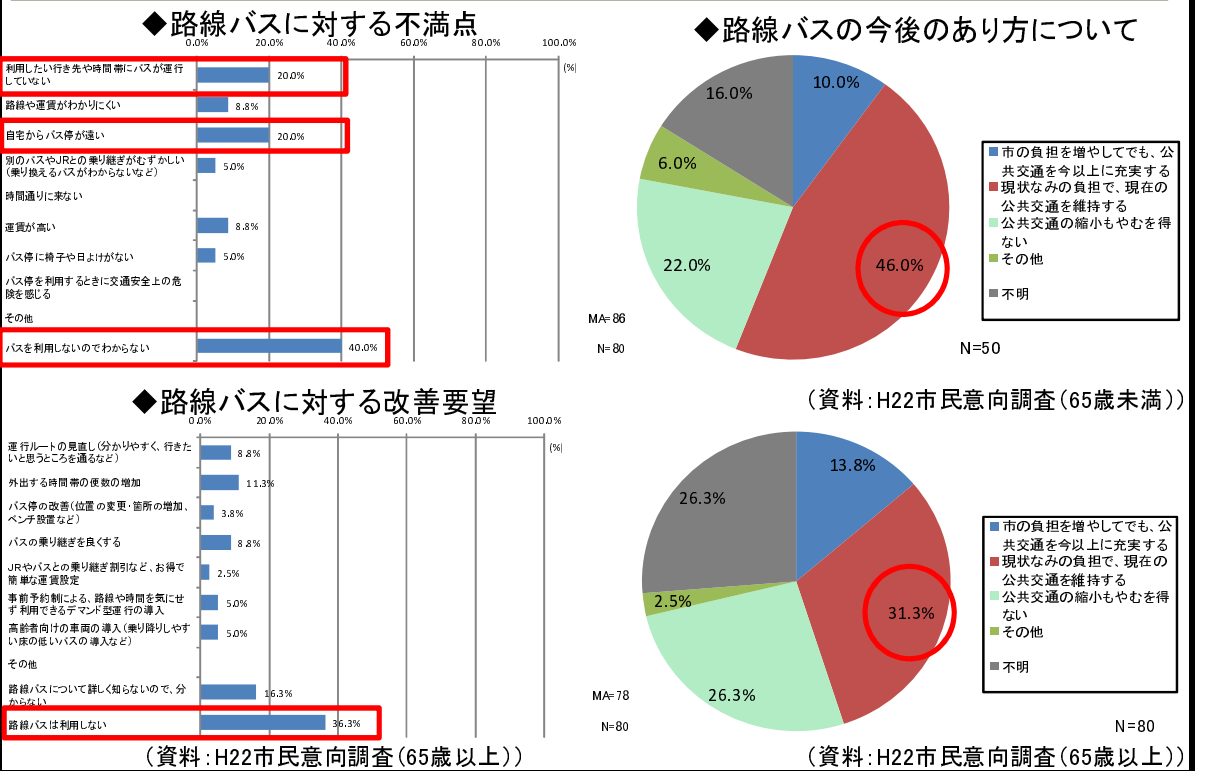 ◆路線バスに対する不満点
0.0%
20.0%
40.0%
60.0%
80.0%
100.0%
(%)
利用したい行き先や時間帯にバスが運行
していない
20.0%
路線や運賃がわかりにくい
8.8%
自宅からバス停が遠い
20.0%
別のバスやJRとの乗り継ぎがむずかしい
(乗り換えるバスがわからないなど)
5.0%
時間通りに来ない
運賃が高い
8.8%
バス停に椅子や日よけがない
5.0%
バス停を利用するときに交通安全上の危
険を感じる
その他
バスを利用しないのでわからない
40.0%
MA=86
N=80
◆路線バスに対する改善要望
0.0%
20.0%
40.0%
60.0%
80.0%
100.0%
(%)
運行ルートの見直し(分かりやすく、行きた
いと思うところを通るなど)
8.8%
外出する時間帯の便数の増加
11.3%
バス停の改善(位置の変更・箇所の増加、
ベンチ設置など)
3.8%
バスの乗り継ぎを良くする
8.8%
JRやバスとの乗り継ぎ割引など、お得で
簡単な運賃設定
2.5%
事前予約制による、路線や時間を気にせ
ず利用できるデマンド型運行の導入
5.0%
高齢者向けの車両の導入(乗り降りしやす
い床の低いバスの導入など)
5.0%
その他
路線バスについて詳しく知らないので、分
からない
16.3%
路線バスは利用しない
36.3%
MA=78
N=80
(資料:H22市民意向調査(65歳以上))
◆路線バスの今後のあり方について
10.0%
46.0%
22.0%
6.0%
16.0%
市の負担を増やしてでも、公
共交通を今以上に充実する
現状なみの負担で、現在の
公共交通を維持する
公共交通の縮小もやむを得
ない
その他
不明
N=50
(資料:H22市民意向調査(65歳未満))
13.8%
31.3%
26.3%
2.5%
26.3%
市の負担を増やしてでも、公
共交通を今以上に充実する
現状なみの負担で、現在の
公共交通を維持する
公共交通の縮小もやむを得
ない
その他
不明
N=80
(資料:H22市民意向調査(65歳以上))